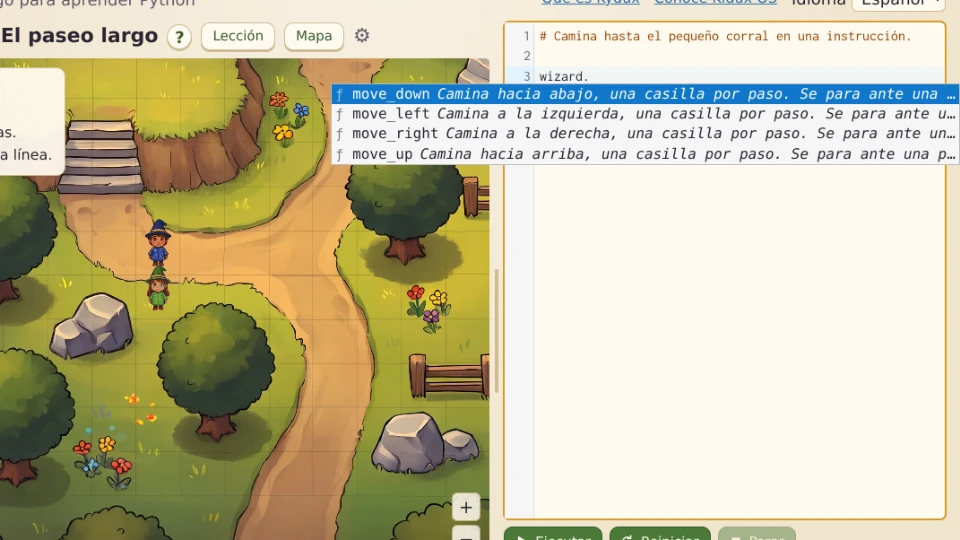 go para aprender Python
Qué es Rydux Conoce Ridux OS Idioma Español
El paseo largo ? Lección Mapa
as.
a línea.
1 # Camina hasta el pequeño corral en una instrucción.
2
3 wizard.
ƒ move_down Camina hacia abajo, una casilla por paso. Se para ante una …
ƒ move_left Camina a la izquierda, una casilla por paso. Se para ante u…
ƒ move_right Camina a la derecha, una casilla por paso. Se para ante un…
ƒ move_up Camina hacia arriba, una casilla por paso. Se para ante una p…
+
Ejecutar Reiniciar Parar